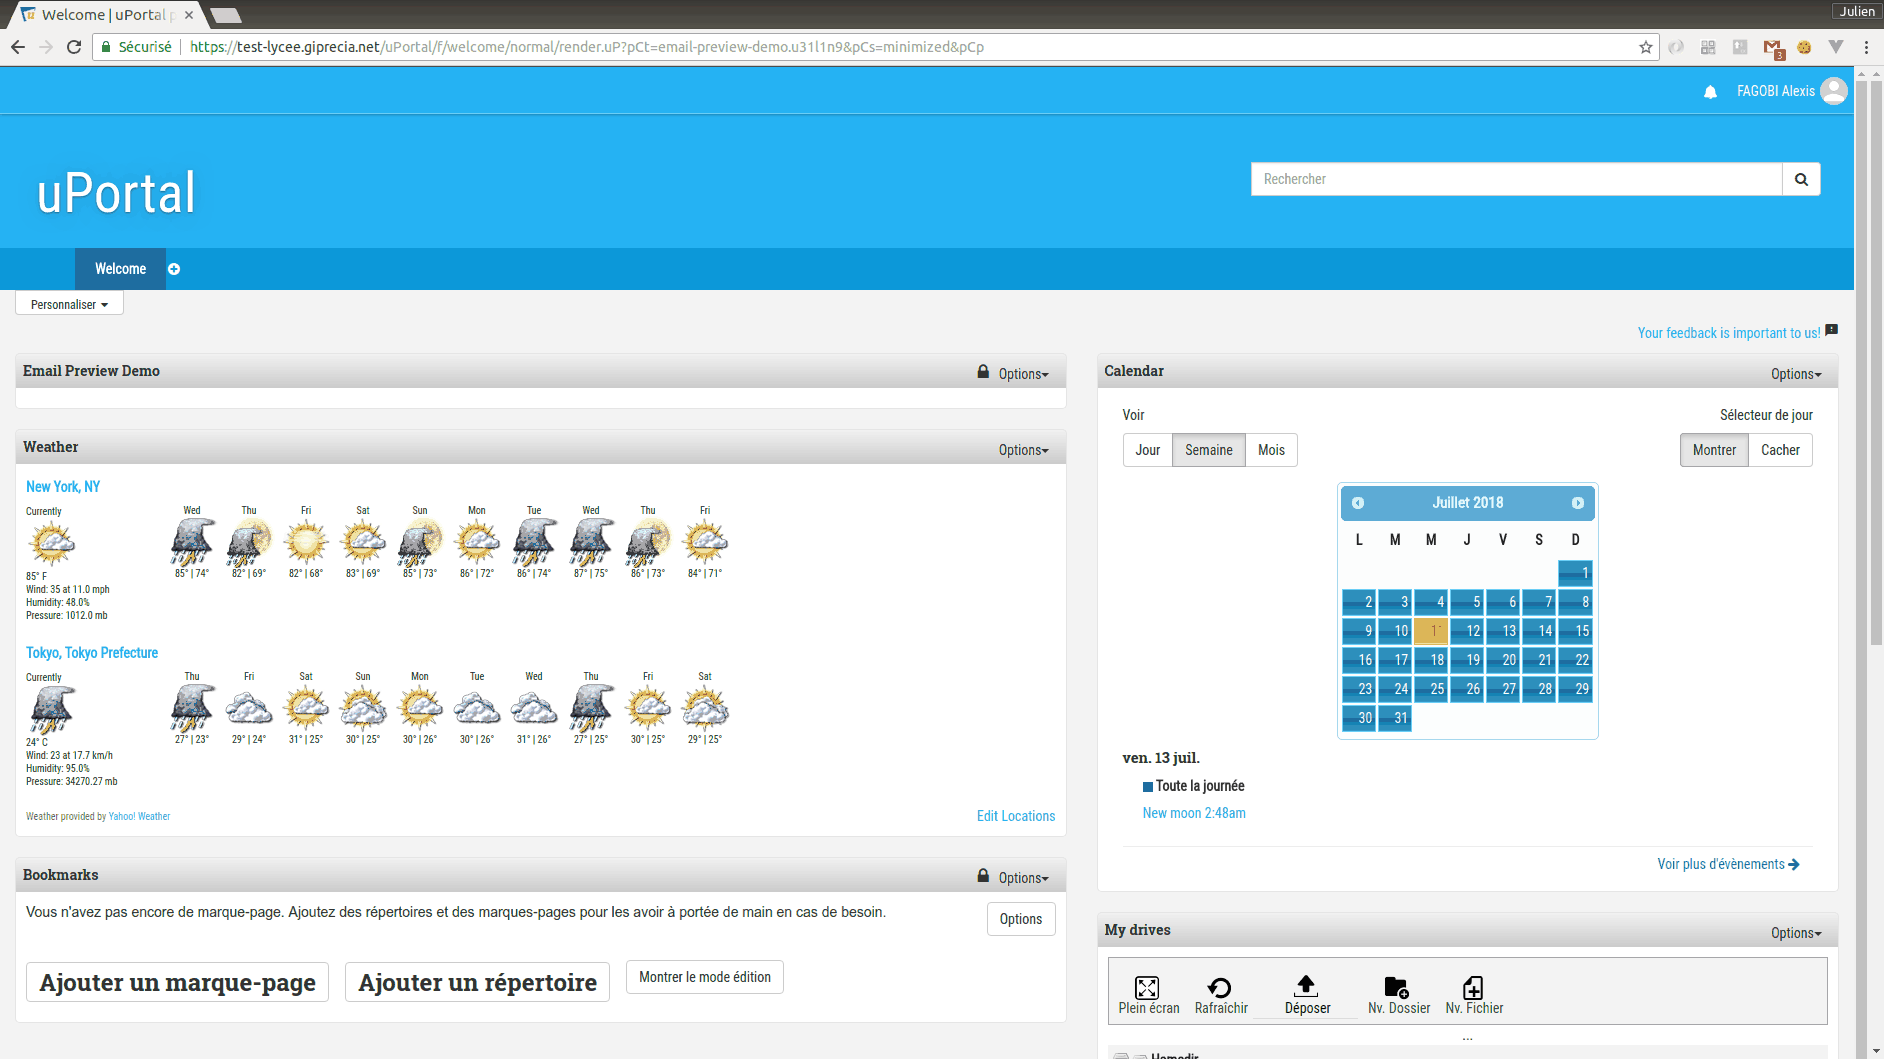 Welcome | uPortal p
Julien
Sécurisé
https://test-lycee.giprecia.net/uPortal/f/welcome/normal/render.uP?pCt=email-preview-demo.u31l1n9&pCs=minimized&pCp
3
FAGOBI Alexis
uPortal
Rechercher
Welcome
Personnaliser
Your feedback is important to us!
Email Preview Demo
Options
Weather
Options
New York, NY
Currently
Wed Thu Fri Sat Sun Mon Tue Wed Thu Fri
85° | 74° 82° | 69° 82° | 68° 83° | 69° 85° | 73° 86° | 72° 86° | 74° 87° | 75° 86° | 73° 84° | 71°
85° F
Wind: 35 at 11.0 mph
Humidity: 48.0%
Pressure: 1012.0 mb
Tokyo, Tokyo Prefecture
Currently
Thu Fri Sat Sun Mon Tue Wed Thu Fri Sat
27° | 23° 29° | 24° 31° | 25° 30° | 25° 30° | 26° 30° | 26° 31° | 26° 27° | 25° 30° | 25° 29° | 25°
24° C
Wind: 23 at 17.7 km/h
Humidity: 95.0%
Pressure: 34270.27 mb
Weather provided by Yahoo! Weather
Edit Locations
Bookmarks
Options
Vous n'avez pas encore de marque-page. Ajoutez des répertoires et des marques-pages pour les avoir à portée de main en cas de besoin.
Options
Ajouter un marque-page
Ajouter un répertoire
Montrer le mode édition
Calendar
Options
Voir
Sélecteur de jour
Jour Semaine Mois
Montrer Cacher
Juillet 2018
L M M J V S D
1
2 3 4 5 6 7 8
9 10 11 12 13 14 15
16 17 18 19 20 21 22
23 24 25 26 27 28 29
30 31
ven. 13 juil.
Toute la journée
New moon 2:48am
Voir plus d'évènements
My drives
Options
Plein écran Rafraîchir Déposer Nv. Dossier Nv. Fichier
...
Homedir